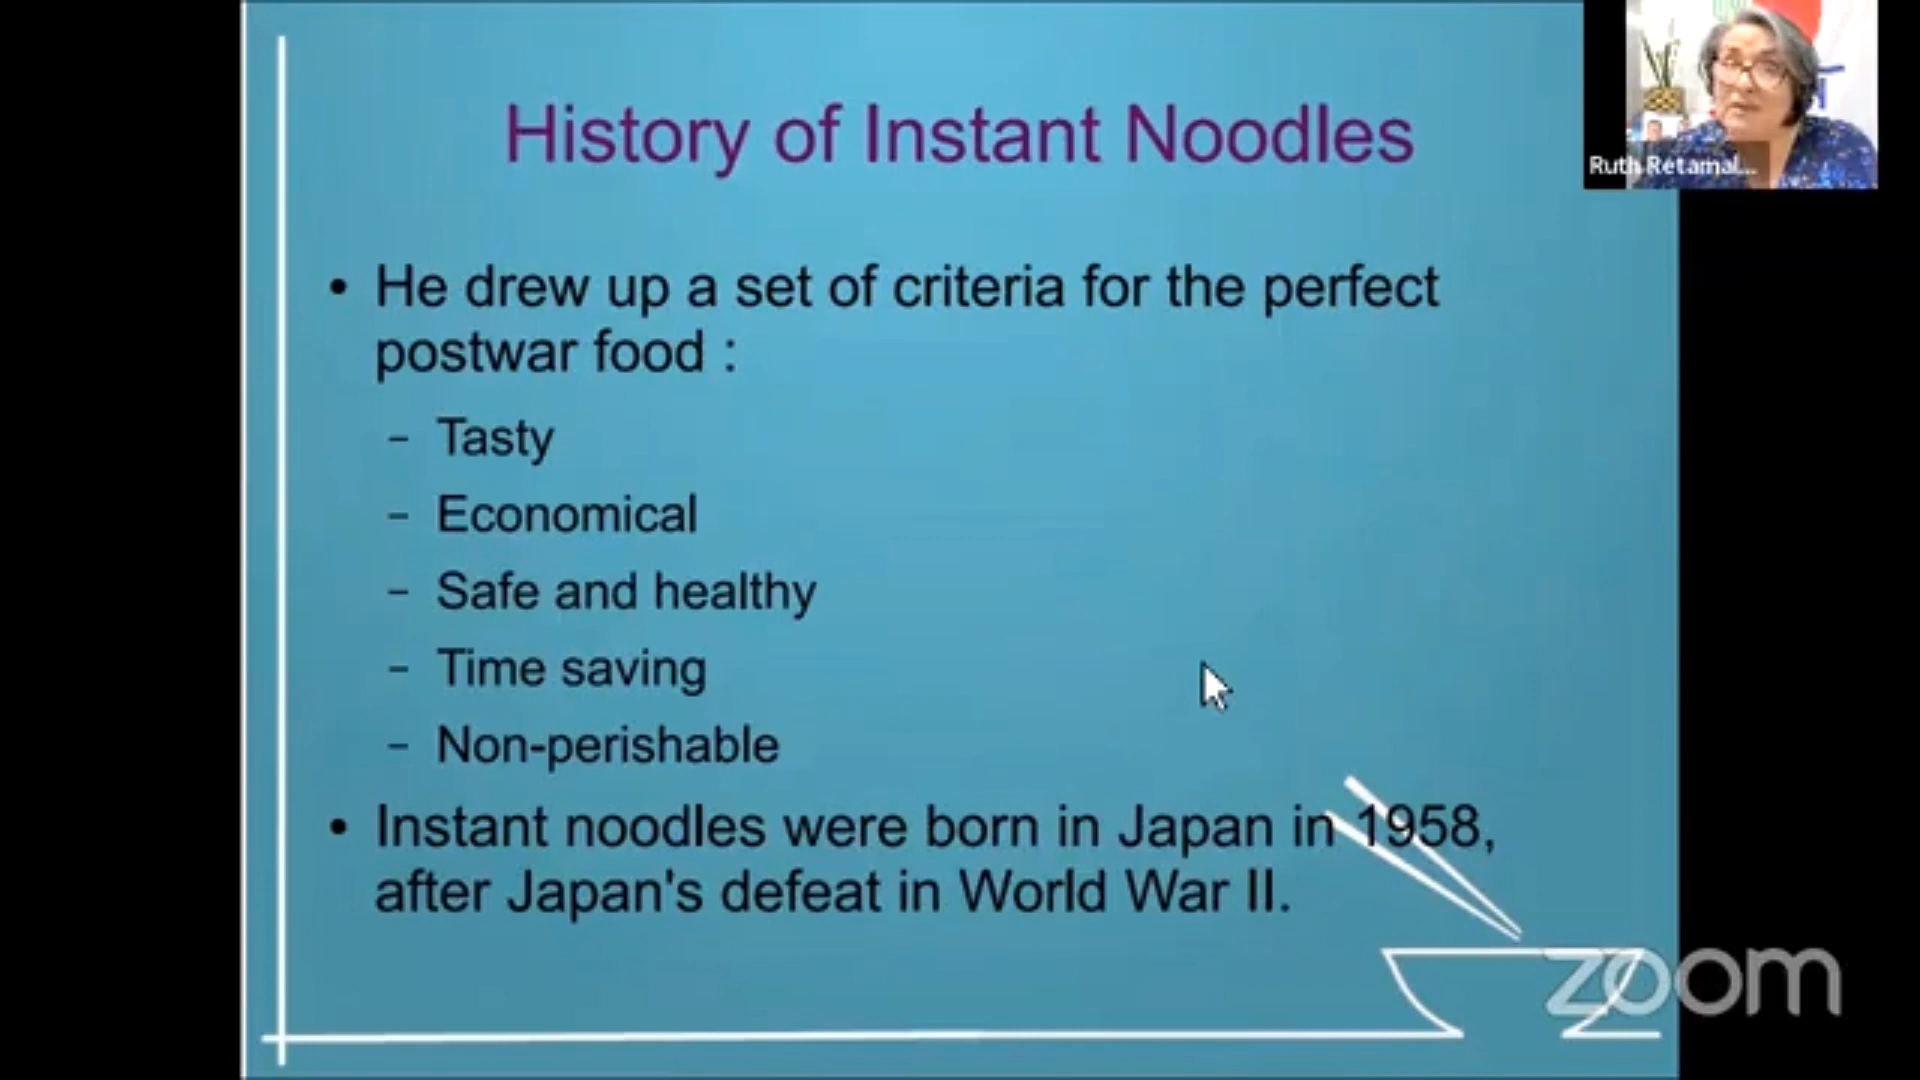 History of Instant Noodles
Ruth Retamal...
• He drew up a set of criteria for the perfect
postwar food :
– Tasty
– Economical
– Safe and healthy
– Time saving
– Non-perishable
• Instant noodles were born in Japan in 1958,
after Japan's defeat in World War II.
zoom